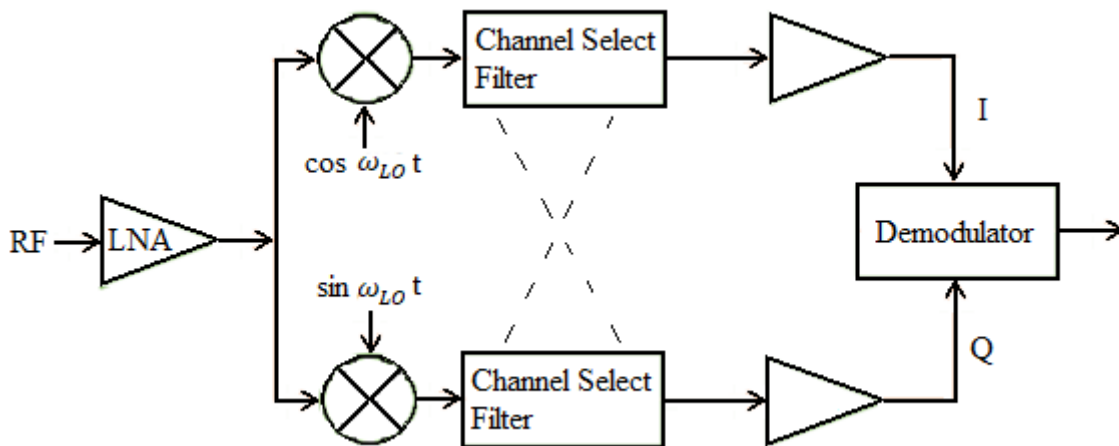 Channel Select
Filter
cos ω_LO t
I
RF
LNA
Demodulator
sin ω_LO t
Q
Channel Select
Filter